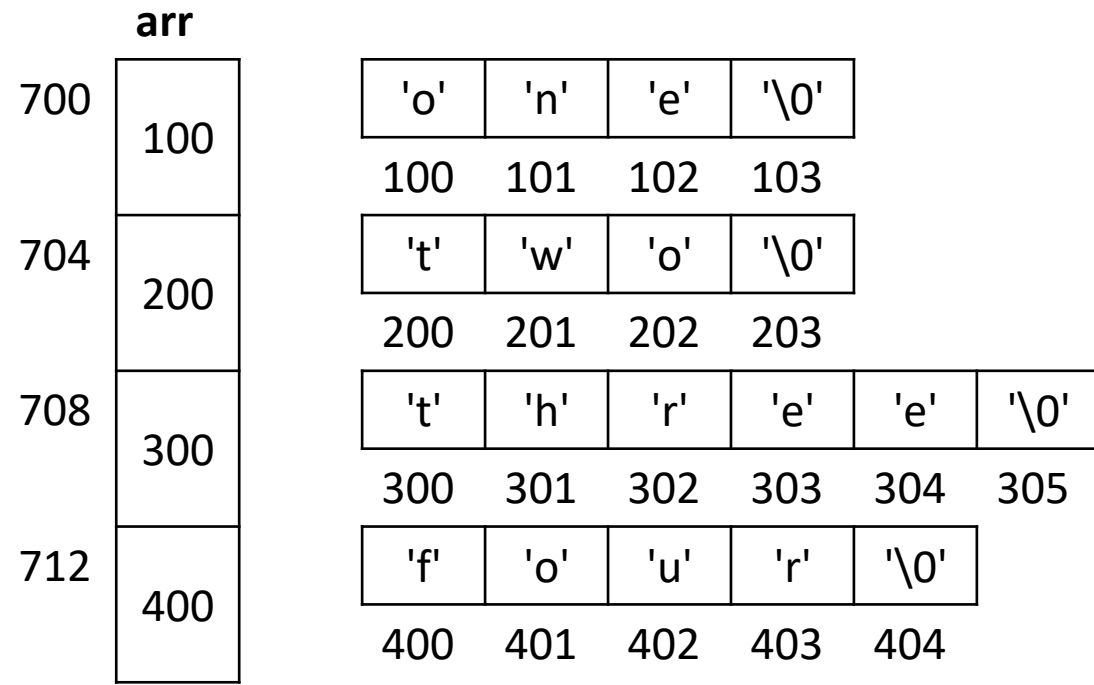 arr
700 100 'o' 'n' 'e' '\0'
100 101 102 103
704 200 't' 'w' 'o' '\0'
200 201 202 203
708 300 't' 'h' 'r' 'e' 'e' '\0'
300 301 302 303 304 305
712 400 'f' 'o' 'u' 'r' '\0'
400 401 402 403 404